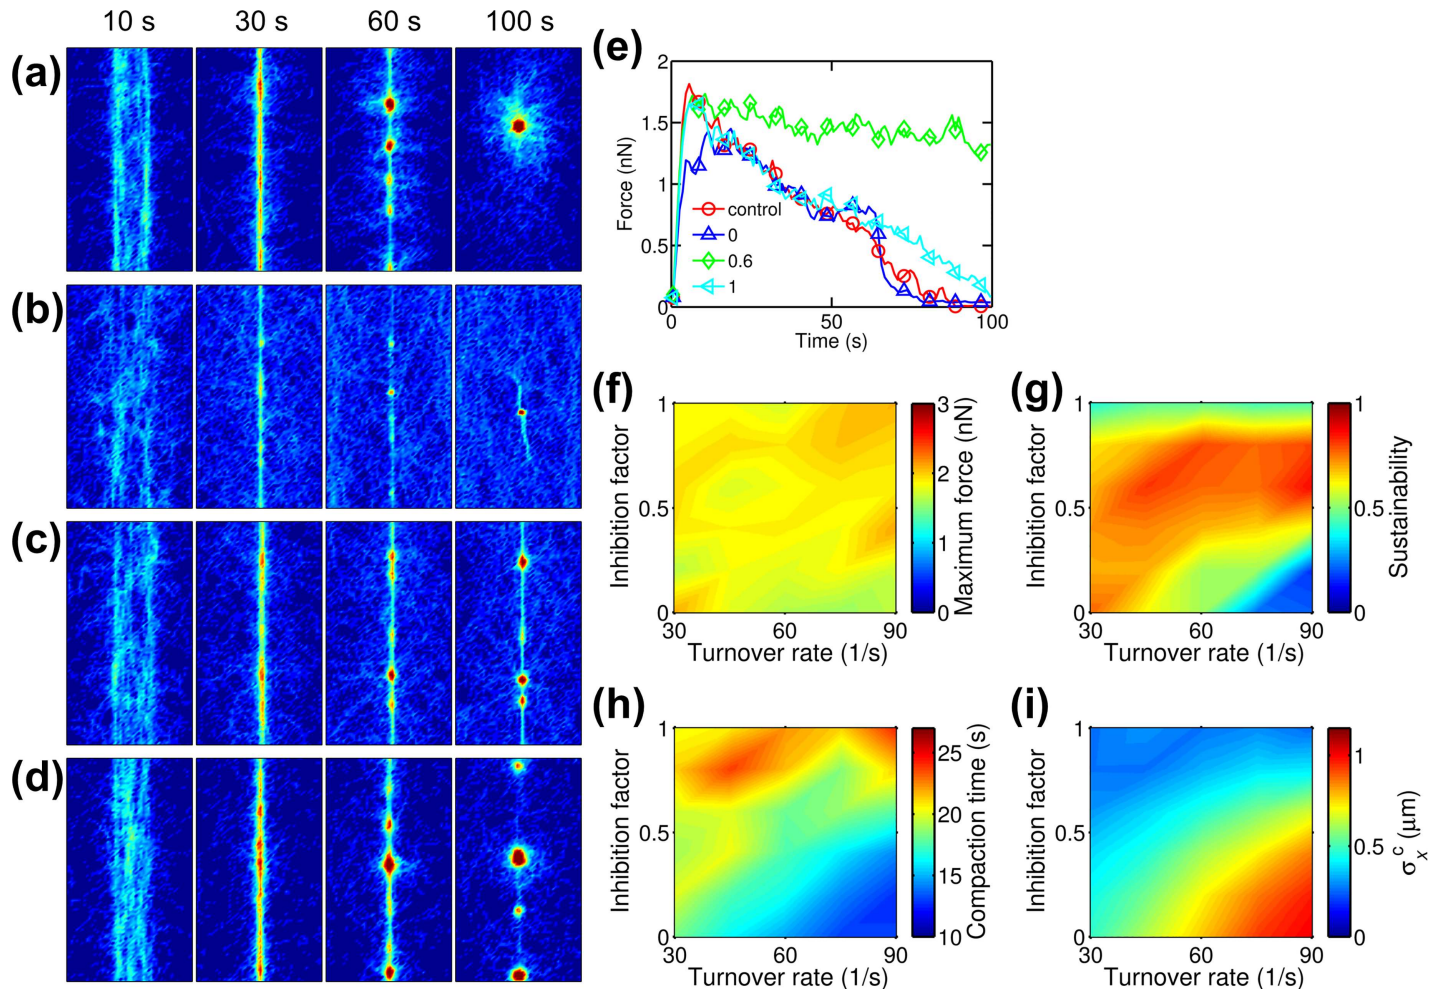 10 s 30 s 60 s 100 s
(a)
(b)
(c)
(d)
(e)
Force (nN)
2
1.5
1
0.5
0
control
0
0.6
1
0 50 100
Time (s)
(f)
Inhibition factor
1
0.5
0
30 60 90
Turnover rate (1/s)
3
2
1
0
Maximum force (nN)
(g)
Inhibition factor
1
0.5
0
30 60 90
Turnover rate (1/s)
1
0.5
0
Sustainability
(h)
Inhibition factor
1
0.5
0
30 60 90
Turnover rate (1/s)
25
20
15
10
Compaction time (s)
(i)
Inhibition factor
1
0.5
0
30 60 90
Turnover rate (1/s)
1
0.5
0
σₓᶜ (μm)